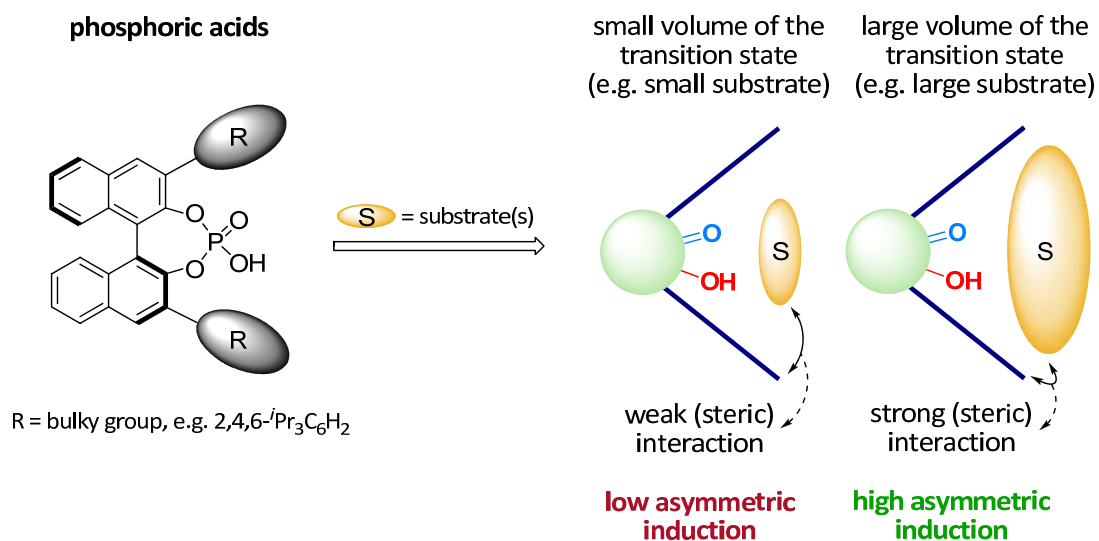 phosphoric acids
R
O
O
P
OH
O
R
R = bulky group, e.g. 2,4,6-ⁱPr₃C₆H₂
S = substrate(s)
small volume of the
transition state
(e.g. small substrate)
O
OH
S
weak (steric)
interaction
low asymmetric
induction
large volume of the
transition state
(e.g. large substrate)
O
OH
S
strong (steric)
interaction
high asymmetric
induction